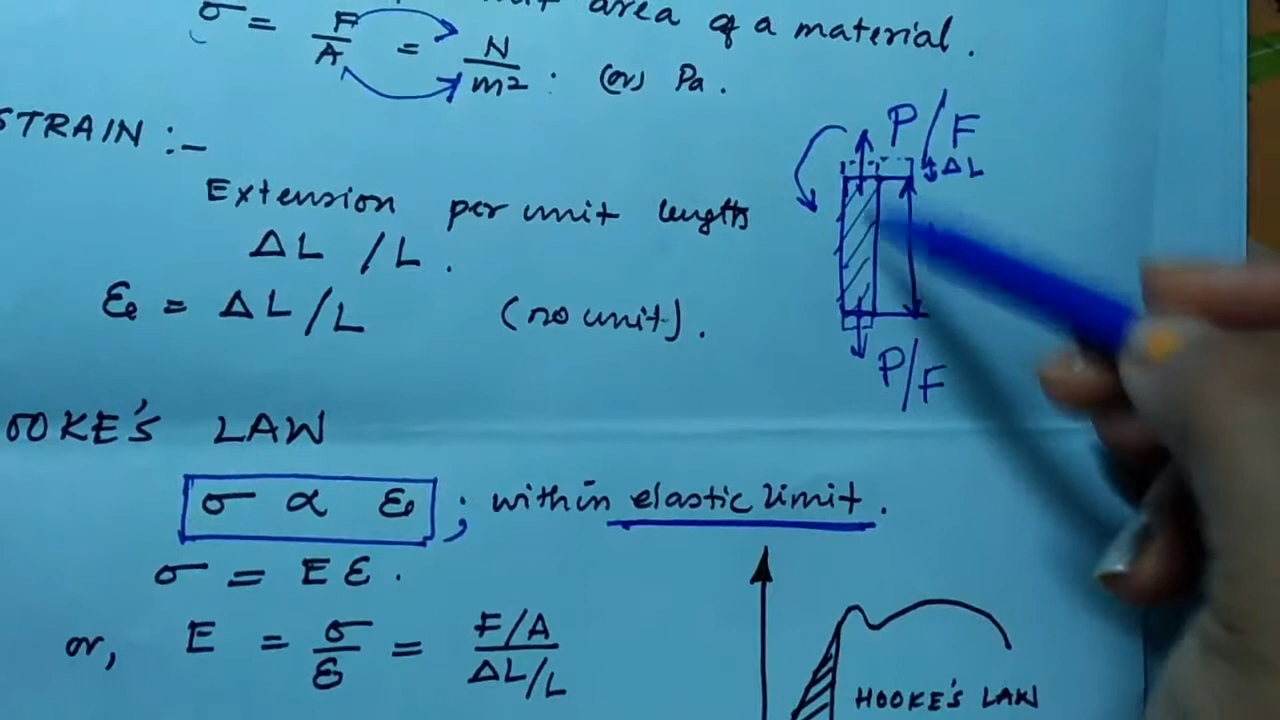 area of a material.
σ = F/A = N/m² . (or) Pa .
STRAIN :-
P/F
ΔL
Extension per unit length
ΔL /L .
ε = ΔL/L (no unit) .
P/F
OOKE'S LAW
σ ∝ ε ; within elastic limit .
σ = E ε .
or, E = σ/ε = F/A / ΔL/L
HOOKE'S LAW